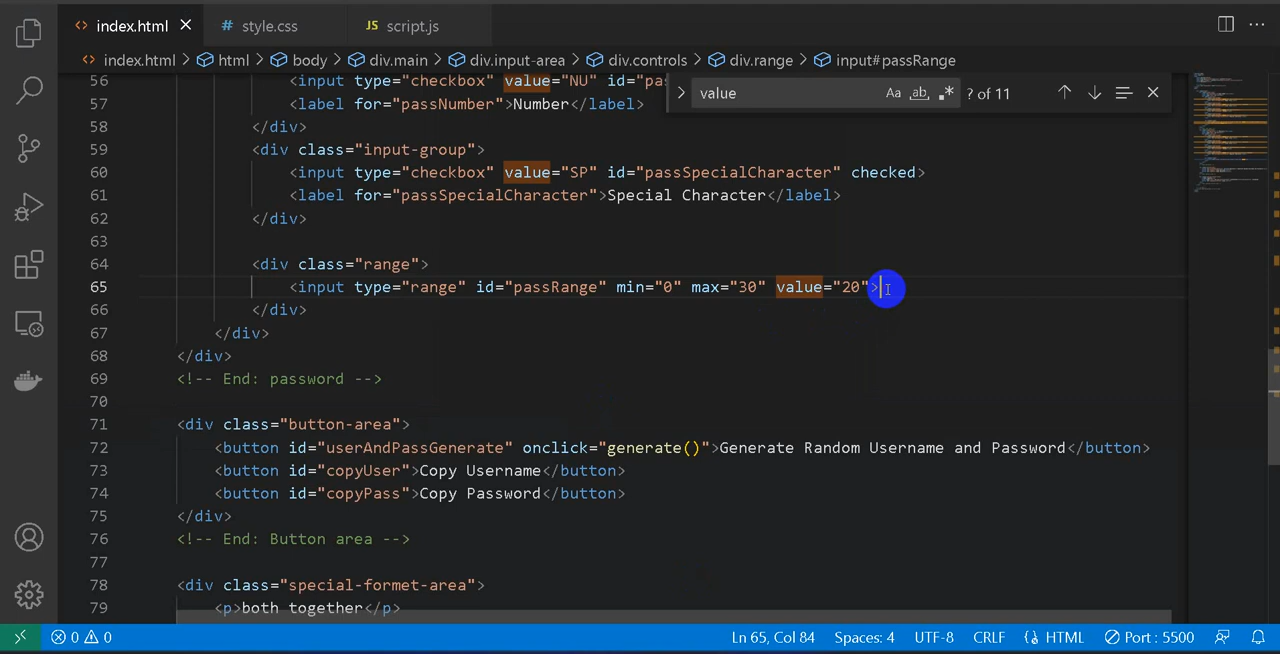 <> index.html × # style.css JS script.js
<> index.html > html > body > div.main > div.input-area > div.controls > div.range > input#passRange
value Aa ab .* ? of 11
56 <input type="checkbox" value="NU" id="pas
57 <label for="passNumber">Number</label>
58 </div>
59 <div class="input-group">
60 <input type="checkbox" value="SP" id="passSpecialCharacter" checked>
61 <label for="passSpecialCharacter">Special Character</label>
62 </div>
63
64 <div class="range">
65 <input type="range" id="passRange" min="0" max="30" value="20">
66 </div>
67 </div>
68 </div>
69 <!-- End: password -->
70
71 <div class="button-area">
72 <button id="userAndPassGenerate" onclick="generate()">Generate Random Username and Password</button>
73 <button id="copyUser">Copy Username</button>
74 <button id="copyPass">Copy Password</button>
75 </div>
76 <!-- End: Button area -->
77
78 <div class="special-formet-area">
79 <p>both together</p>
0 0 Ln 65, Col 84 Spaces: 4 UTF-8 CRLF HTML Port : 5500